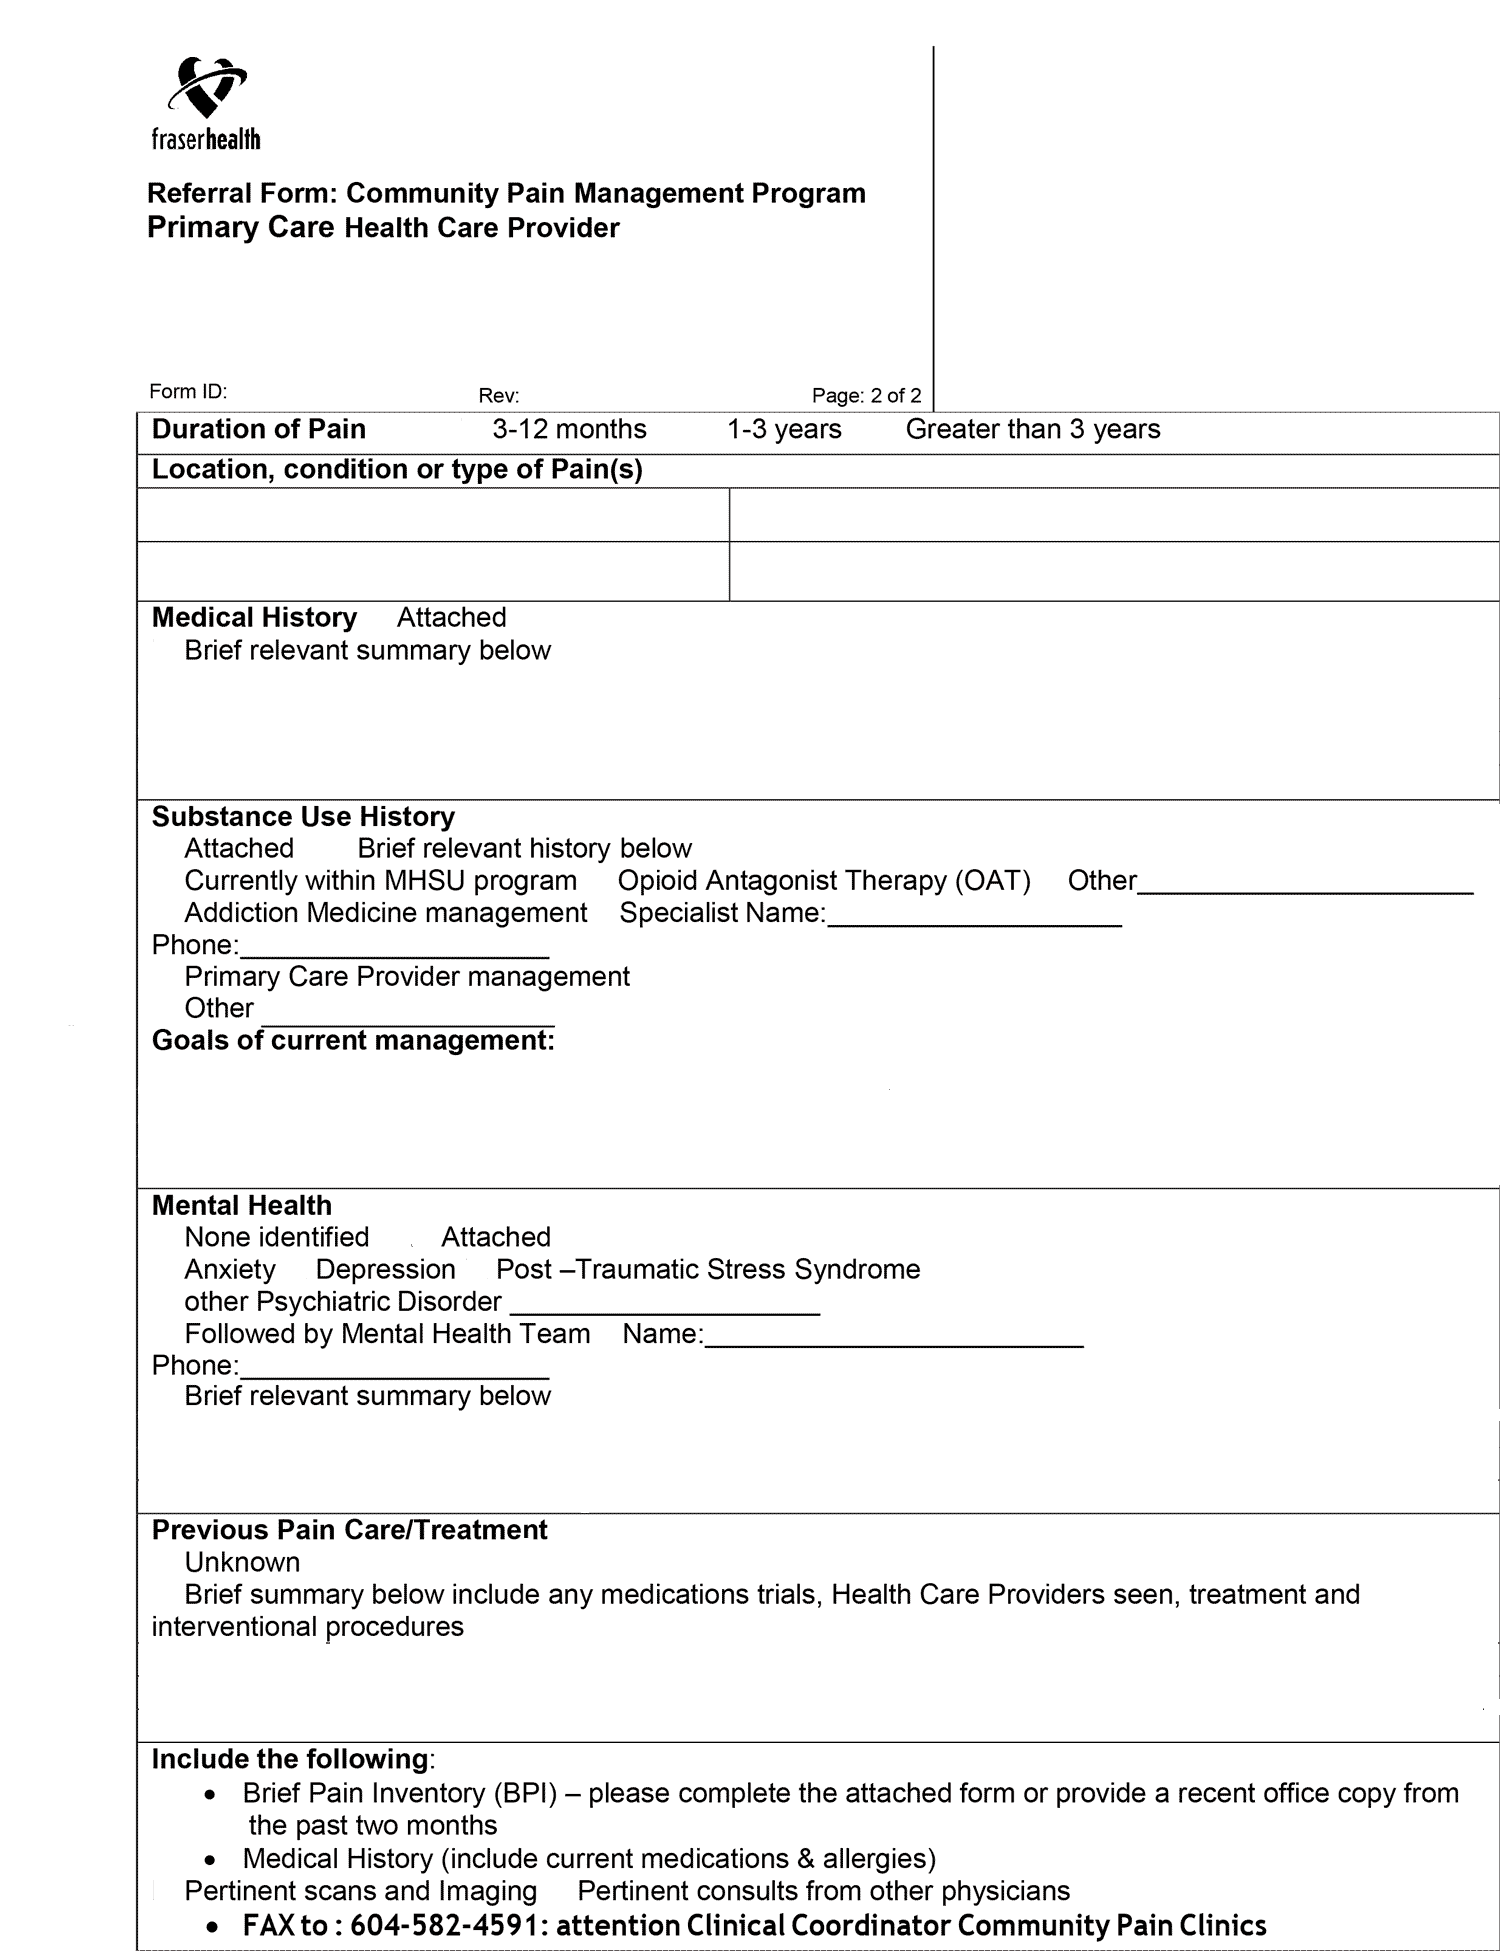 fraserhealth
Referral Form: Community Pain Management Program
Primary Care Health Care Provider
Form ID: Rev: Page: 2 of 2
Duration of Pain 3-12 months 1-3 years Greater than 3 years
Location, condition or type of Pain(s)
Medical History Attached
Brief relevant summary below
Substance Use History
Attached Brief relevant history below
Currently within MHSU program Opioid Antagonist Therapy (OAT) Other
Addiction Medicine management Specialist Name:
Phone:
Primary Care Provider management
Other
Goals of current management:
Mental Health
None identified Attached
Anxiety Depression Post –Traumatic Stress Syndrome
other Psychiatric Disorder
Followed by Mental Health Team Name:
Phone:
Brief relevant summary below
Previous Pain Care/Treatment
Unknown
Brief summary below include any medications trials, Health Care Providers seen, treatment and
interventional procedures
Include the following:
• Brief Pain Inventory (BPI) – please complete the attached form or provide a recent office copy from
the past two months
• Medical History (include current medications & allergies)
Pertinent scans and Imaging Pertinent consults from other physicians
• FAX to : 604-582-4591: attention Clinical Coordinator Community Pain Clinics